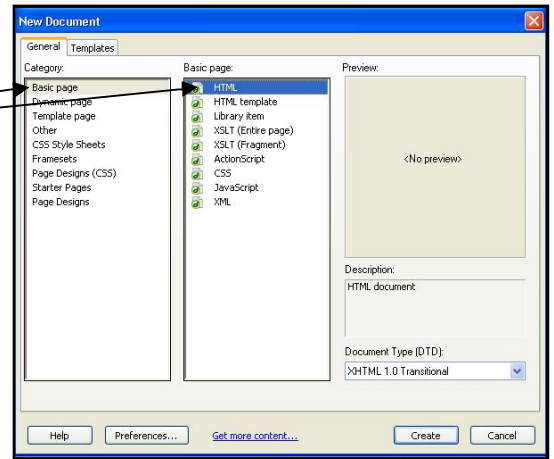 New Document
General
Templates
Category:
Basic page
Dynamic page
Template page
Other
CSS Style Sheets
Framesets
Page Designs (CSS)
Starter Pages
Page Designs
Basic page:
HTML
HTML template
Library item
XSLT (Entire page)
XSLT (Fragment)
ActionScript
CSS
JavaScript
XML
Preview:
<No preview>
Description:
HTML document
Document Type (DTD):
XHTML 1.0 Transitional
Help
Preferences...
Get more content...
Create
Cancel